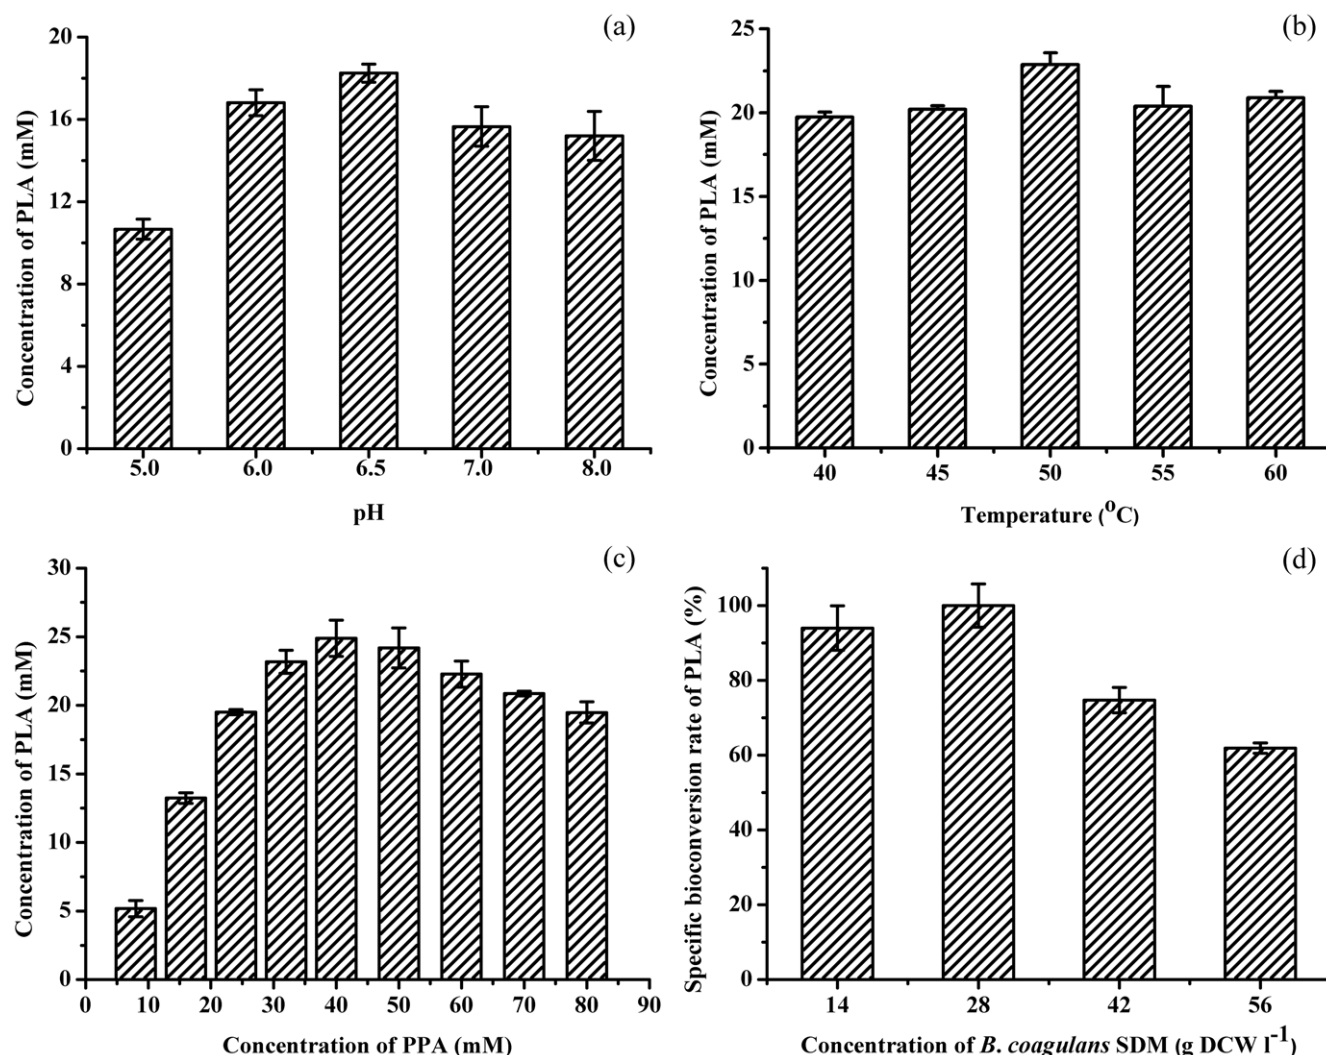 (a)
Concentration of PLA (mM)
20
16
12
8
4
0
5.0 6.0 6.5 7.0 8.0
pH
(b)
Concentration of PLA (mM)
25
20
15
10
5
0
40 45 50 55 60
Temperature (°C)
(c)
Concentration of PLA (mM)
30
25
20
15
10
5
0
0 10 20 30 40 50 60 70 80 90
Concentration of PPA (mM)
(d)
Specific bioconversion rate of PLA (%)
100
80
60
40
20
0
14 28 42 56
Concentration of B. coagulans SDM (g DCW l⁻¹)